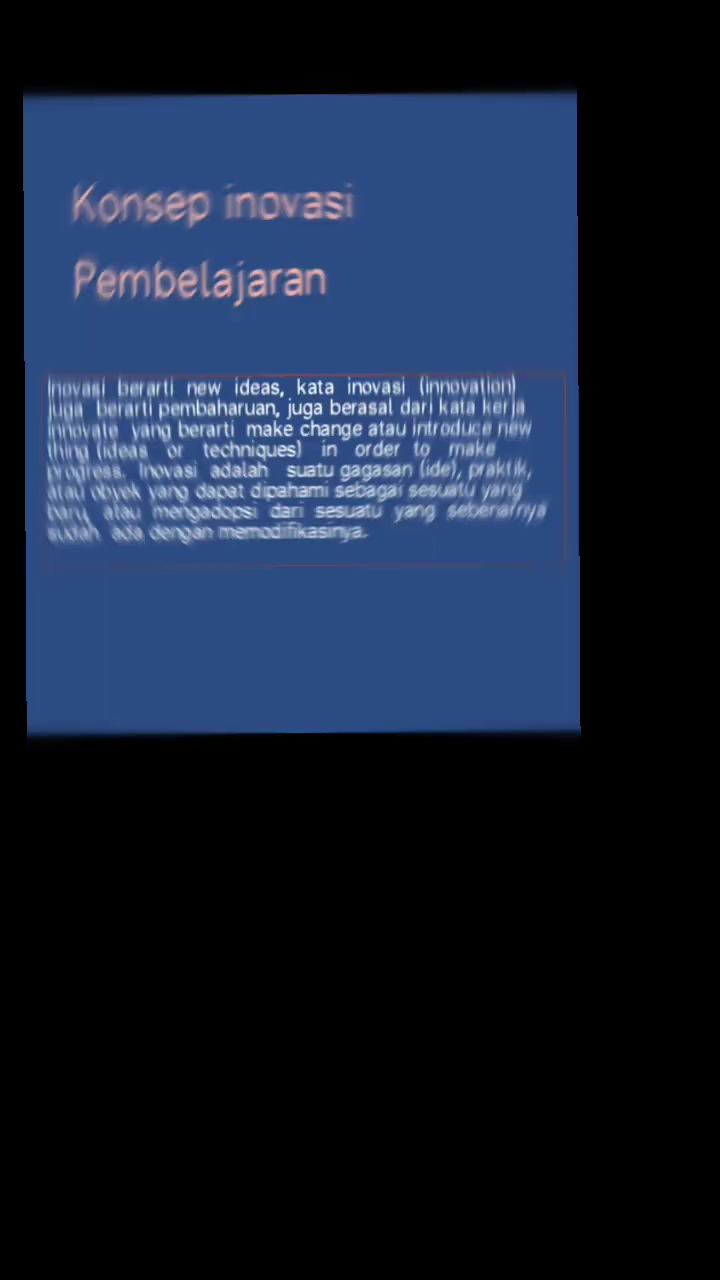 Konsep inovasi
Pembelajaran
Inovasi berarti new ideas, kata inovasi (innovation)
juga berarti pembaharuan, juga berasal dari kata kerja
innovate yang berarti make change atau introduce new
thing (ideas or techniques) in order to make
progress. Inovasi adalah suatu gagasan (ide), praktik,
atau obyek yang dapat dipahami sebagai sesuatu yang
baru, atau mengadopsi dari sesuatu yang sebenarnya
sudah ada dengan memodifikasinya.